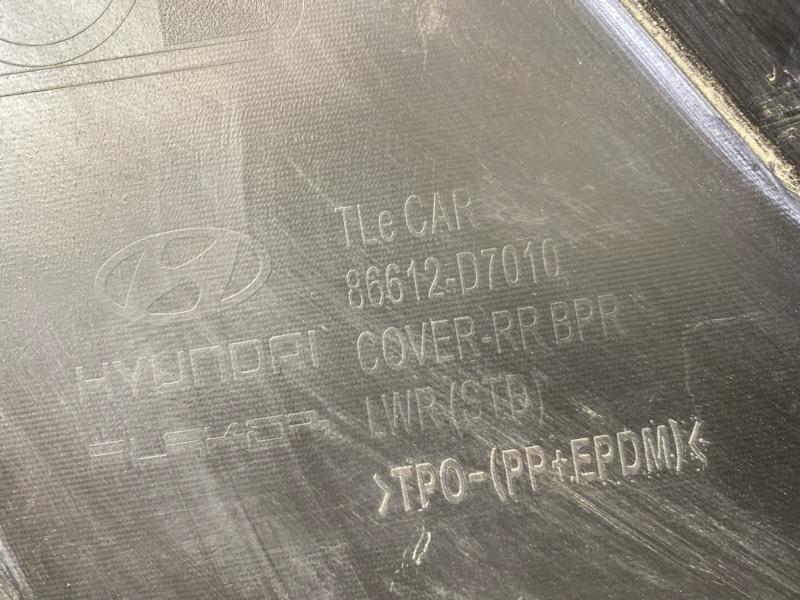 TLe CAR
86612-D7010
HYUNDAI
COVER-RR BPR
LWR(STD)
>TPO-(PP+EPDM)<